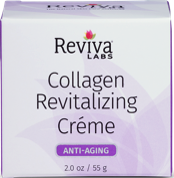 Reviva
LABS
Collagen
Revitalizing
Créme
ANTI-AGING
2.0 oz / 55 g